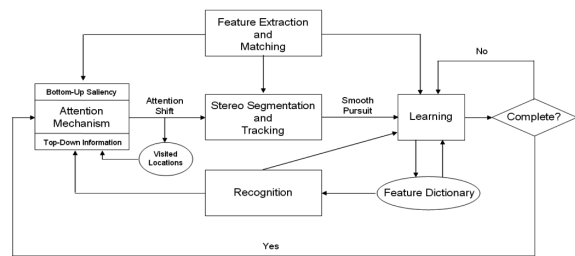 Feature Extraction
and
Matching
No
Bottom-Up Saliency
Attention
Mechanism
Top-Down Information
Attention
Shift
Visited
Locations
Stereo Segmentation
and
Tracking
Smooth
Pursuit
Learning
Complete?
Recognition
Feature Dictionary
Yes